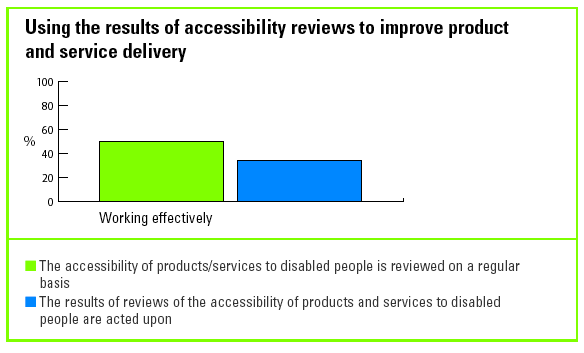 Using the results of accessibility reviews to improve product
and service delivery
100
80
60
%
40
20
0
Working effectively
The accessibility of products/services to disabled people is reviewed on a regular
basis
The results of reviews of the accessibility of products and services to disabled
people are acted upon